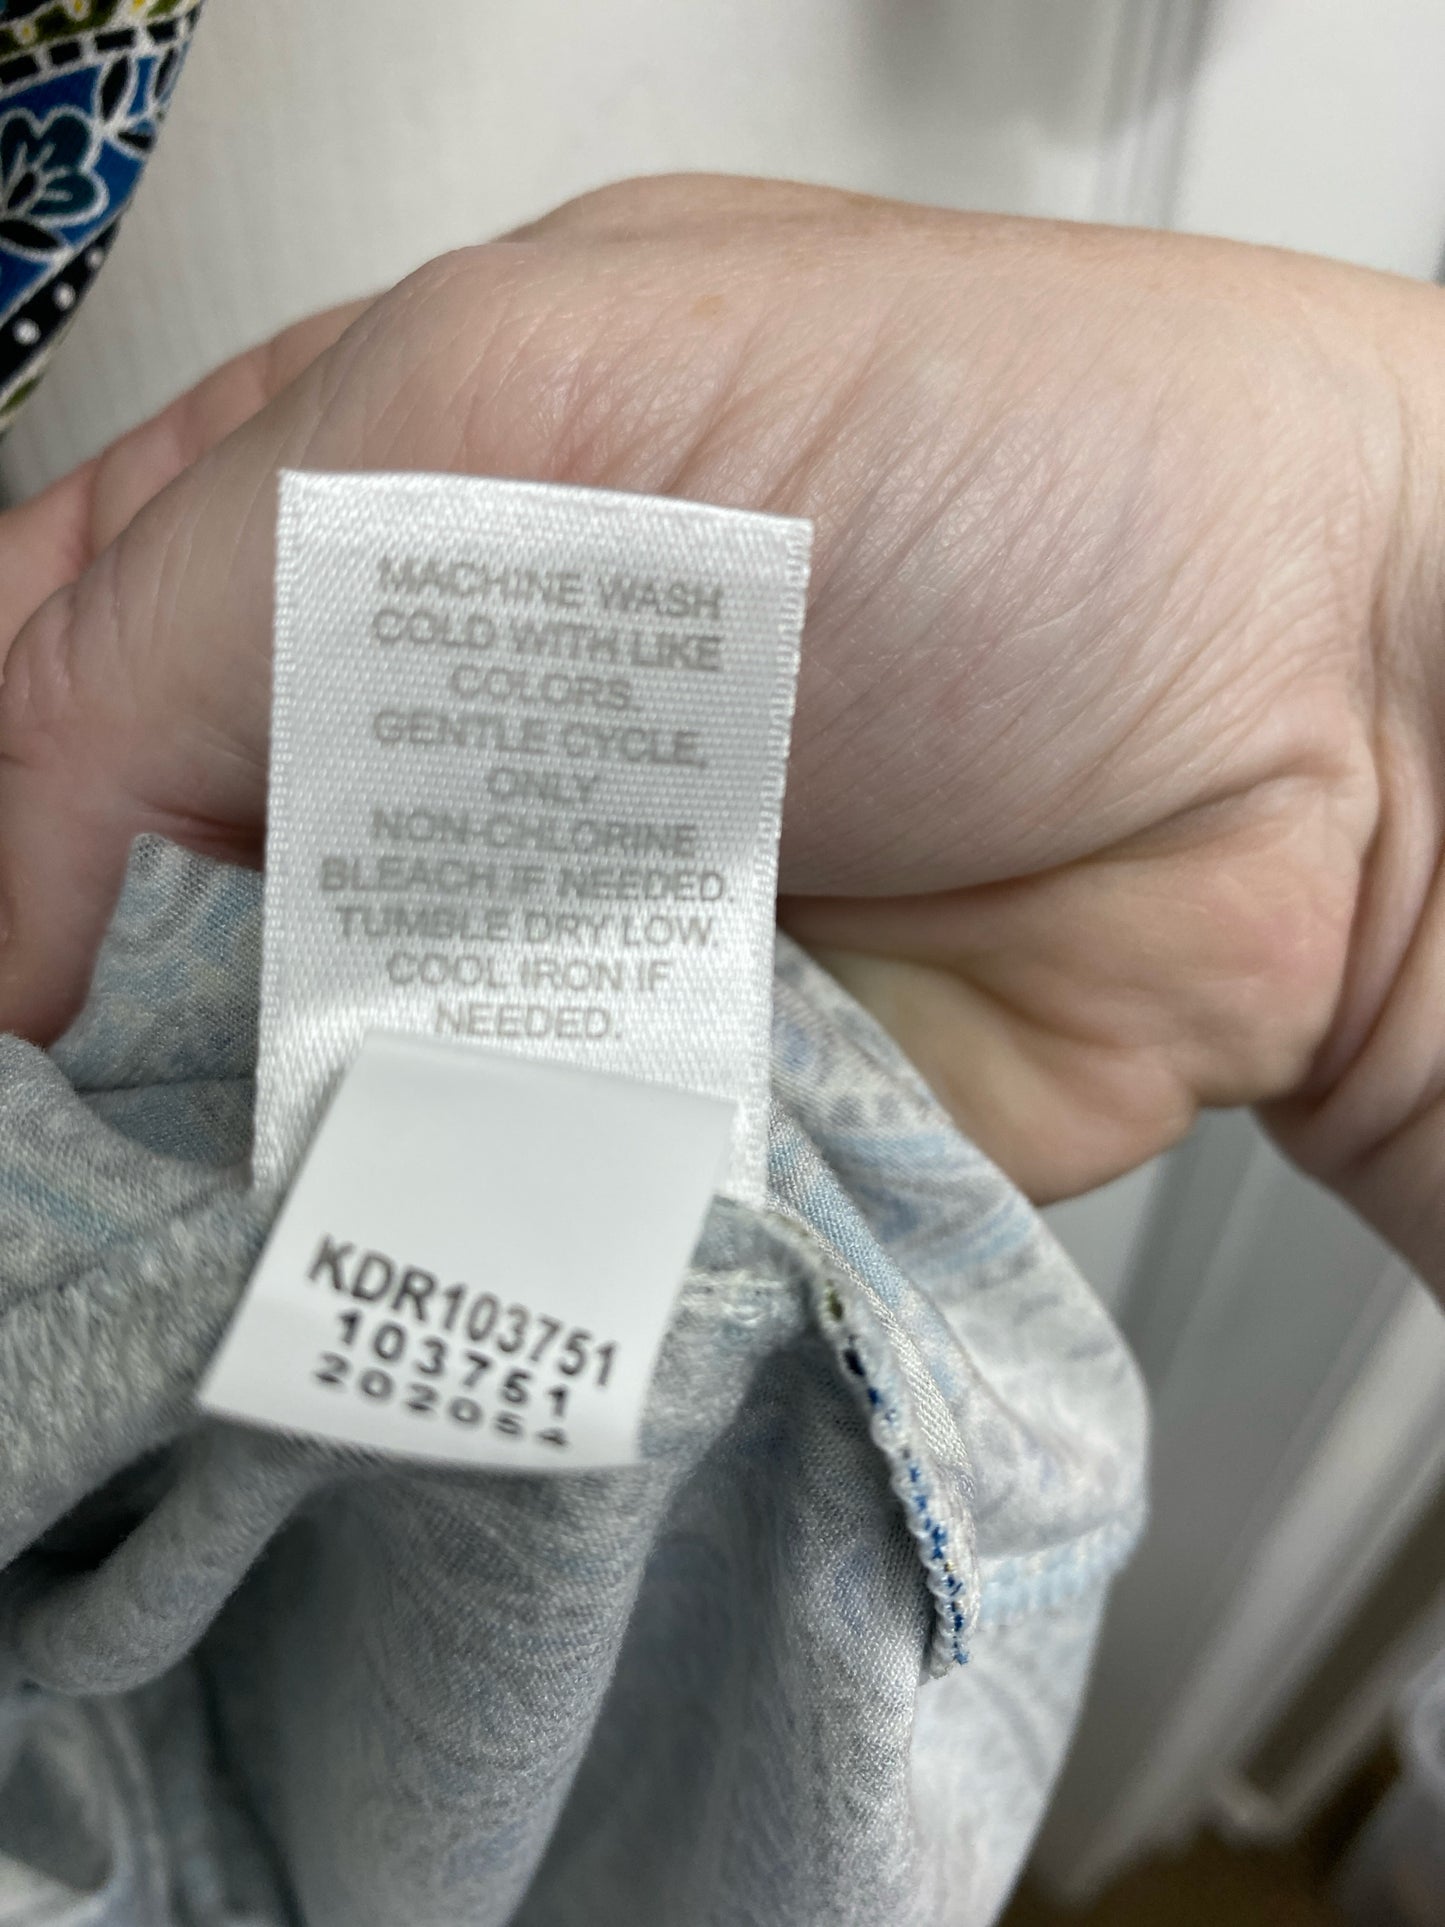 MACHINE WASH
COLD WITH LIKE
COLORS.
GENTLE CYCLE
ONLY
NON-CHLORINE
BLEACH IF NEEDED
TUMBLE DRY LOW.
COOL IRON IF
NEEDED.
KDR103751
103751
202054